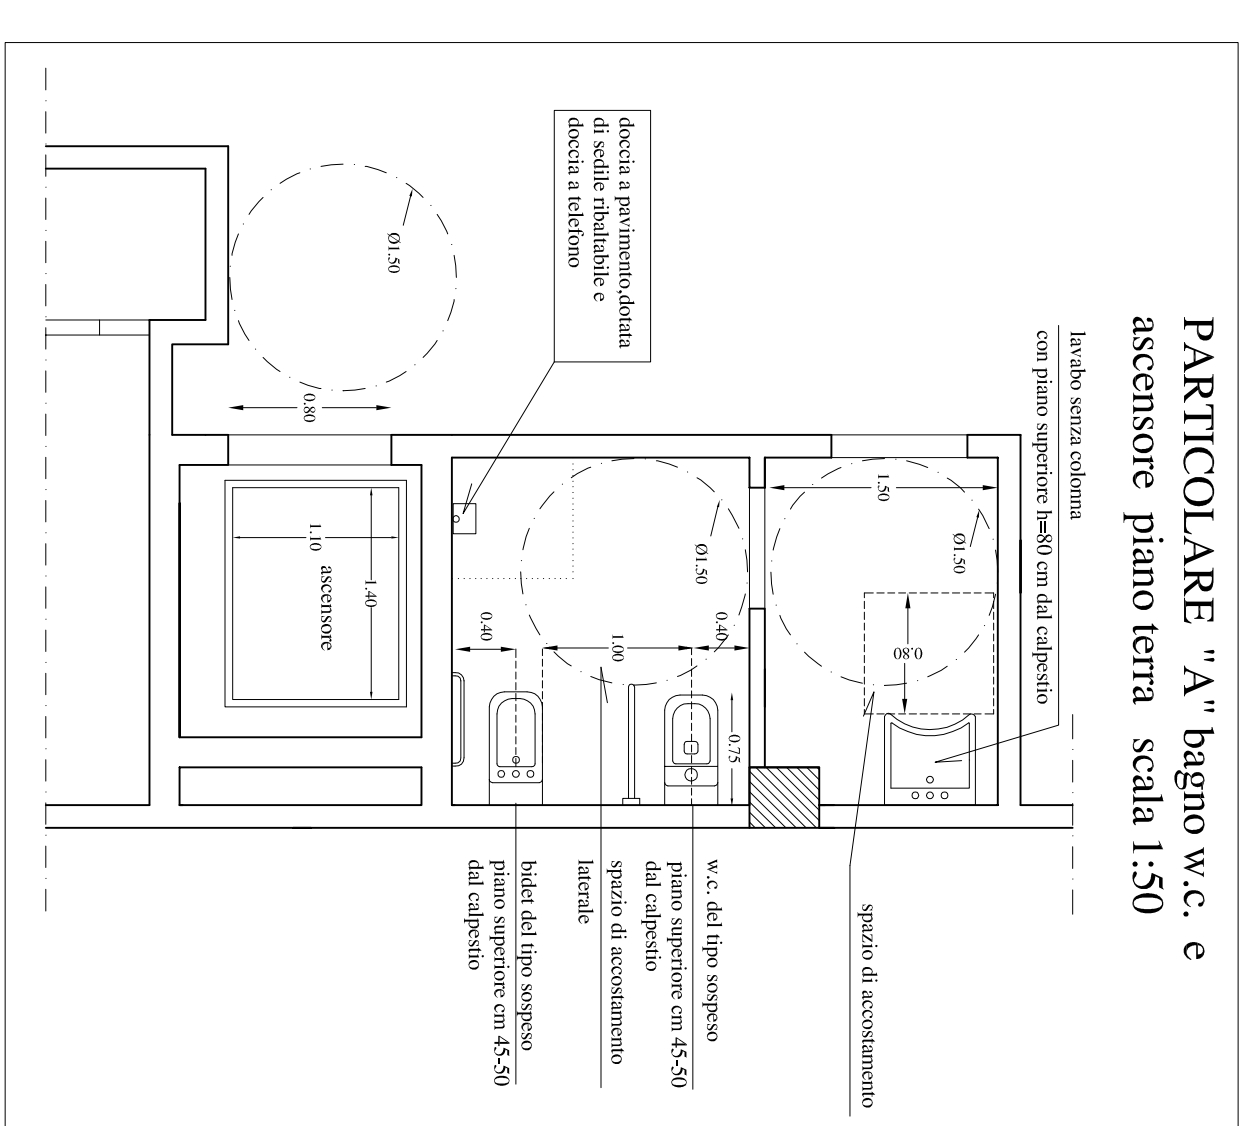 PARTICOLARE "A" bagno w.c. e
ascensore piano terra scala 1:50
lavabo senza colonna
con piano superiore h=80 cm dal calpestio
doccia a pavimento,dotata
di sedile ribaltabile e
doccia a telefono
Ø1.50
0.80
1.50
Ø1.50
0.80
Ø1.50
0.40
1.00
0.40
0.75
1.10
1.40
ascensore
spazio di accostamento
w.c. del tipo sospeso
piano superiore cm 45-50
dal calpestio
spazio di accostamento
laterale
bidet del tipo sospeso
piano superiore cm 45-50
dal calpestio